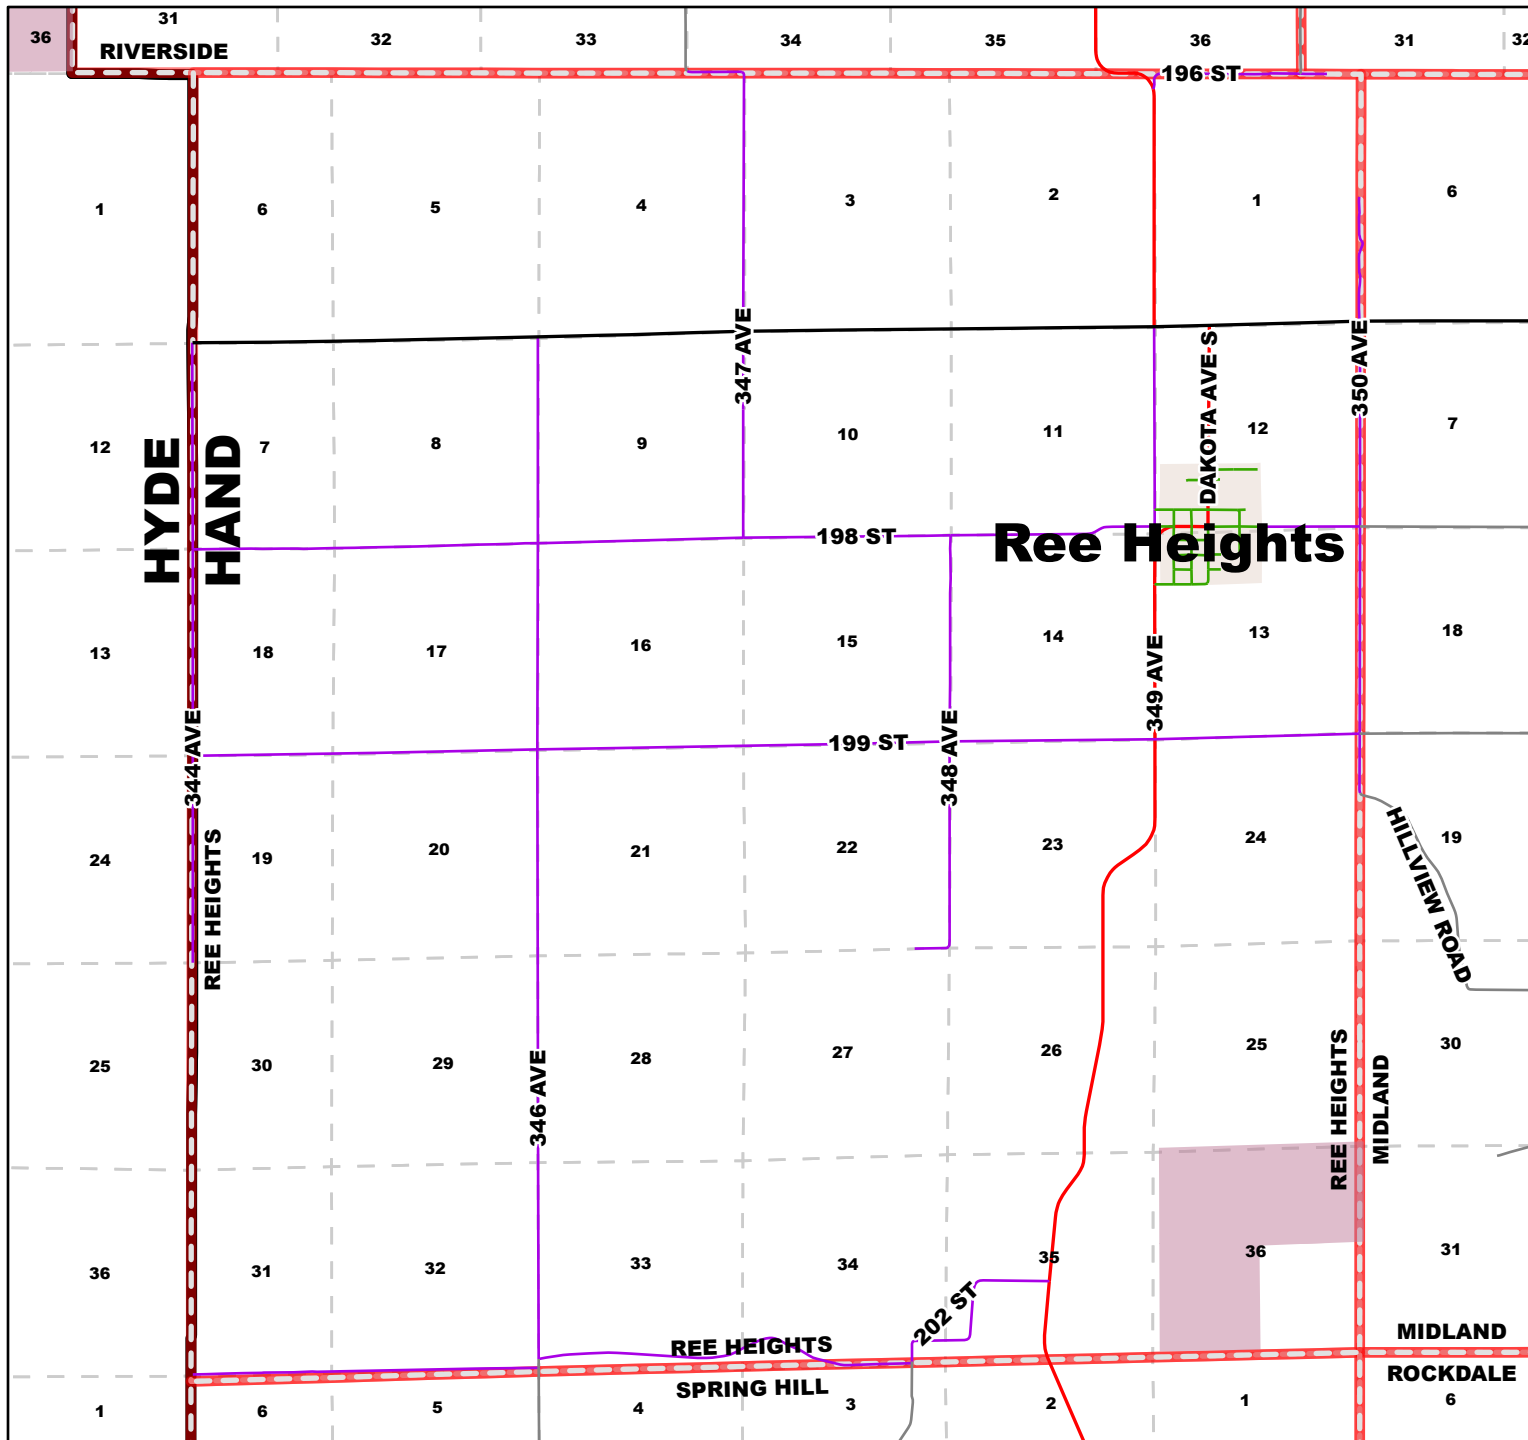 31
36
32
33
34
35
36
31
32
RIVERSIDE
196 ST
1
6
5
4
3
2
1
6
347 AVE
DAKOTA AVE S
350 AVE
HYDE
HAND
12
7
8
9
10
11
12
7
198 ST
Ree Heights
13
18
17
16
15
14
13
18
344 AVE
199 ST
348 AVE
349 AVE
24
19
20
21
22
23
24
19
REE HEIGHTS
HILLVIEW ROAD
25
30
29
28
27
26
25
30
346 AVE
REE HEIGHTS
MIDLAND
36
31
32
33
34
35
36
31
202 ST
REE HEIGHTS
SPRING HILL
MIDLAND
ROCKDALE
1
6
5
4
3
2
1
6